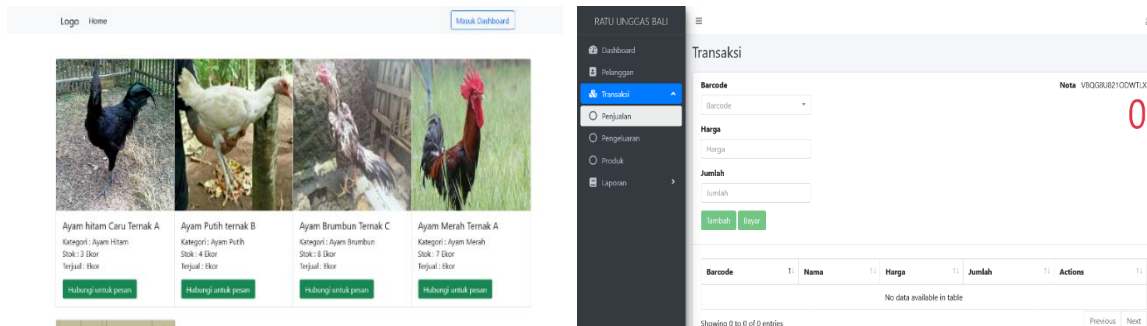 Logo Home Masuk Dashboard
Ayam hitam Caru Ternak A
Kategori : Ayam Hitam
Stok : 3 Ekor
Terjual : Ekor
Hubungi untuk pesan
Ayam Putih ternak B
Kategori : Ayam Putih
Stok : 4 Ekor
Terjual : Ekor
Hubungi untuk pesan
Ayam Brumbun Ternak C
Kategori : Ayam Brumbun
Stok : 8 Ekor
Terjual : Ekor
Hubungi untuk pesan
Ayam Merah Ternak A
Kategori : Ayam Merah
Stok : 7 Ekor
Terjual : Ekor
Hubungi untuk pesan
RATU UNGGAS BALI
Dashboard
Pelanggan
Transaksi
Penjualan
Pengeluaran
Produk
Laporan
Transaksi
Barcode
Barcode
Harga
Harga
Jumlah
Jumlah
Tambah Bayar
Nota
0
Barcode Nama Harga Jumlah Actions
No data available in table
Showing 0 to 0 of 0 entries
Previous Next